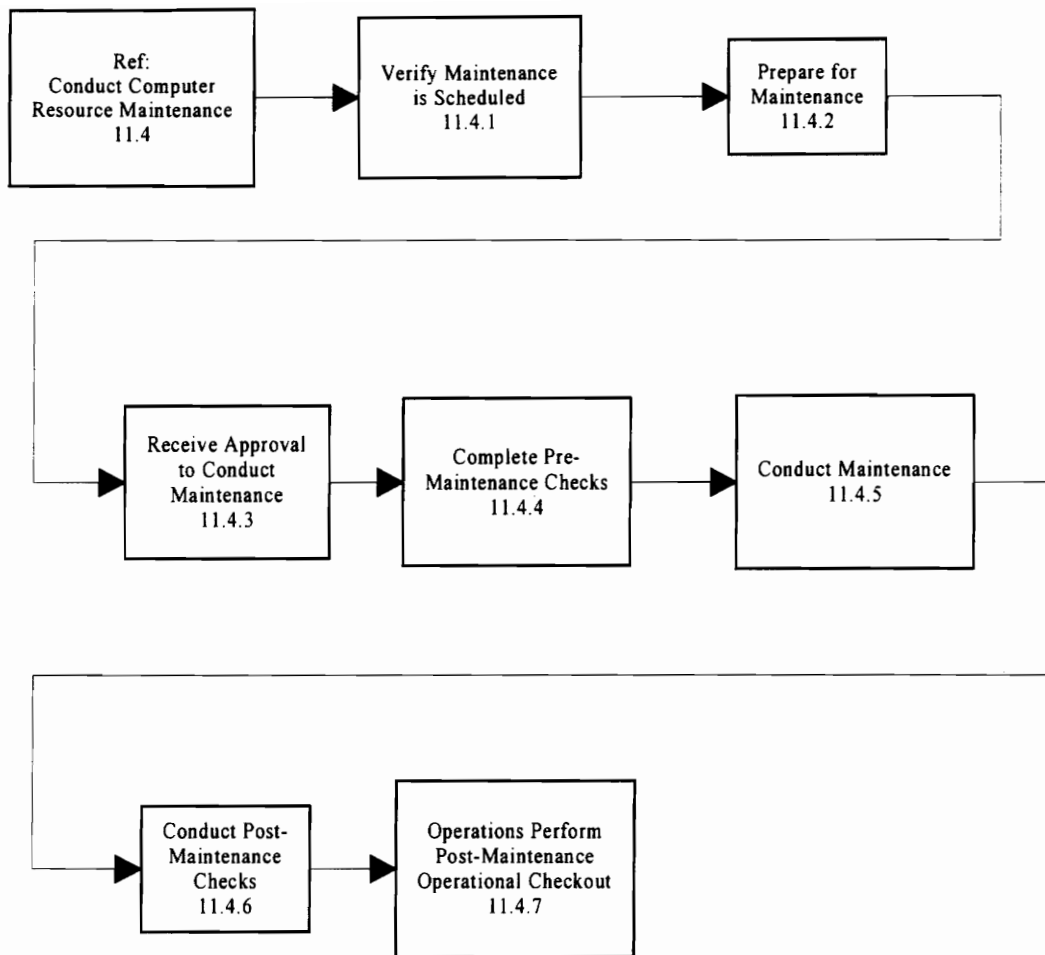 Ref:
Conduct Computer
Resource Maintenance
11.4
Verify Maintenance
is Scheduled
11.4.1
Prepare for
Maintenance
11.4.2
Receive Approval
to Conduct
Maintenance
11.4.3
Complete Pre-
Maintenance Checks
11.4.4
Conduct Maintenance
11.4.5
Conduct Post-
Maintenance
Checks
11.4.6
Operations Perform
Post-Maintenance
Operational Checkout
11.4.7